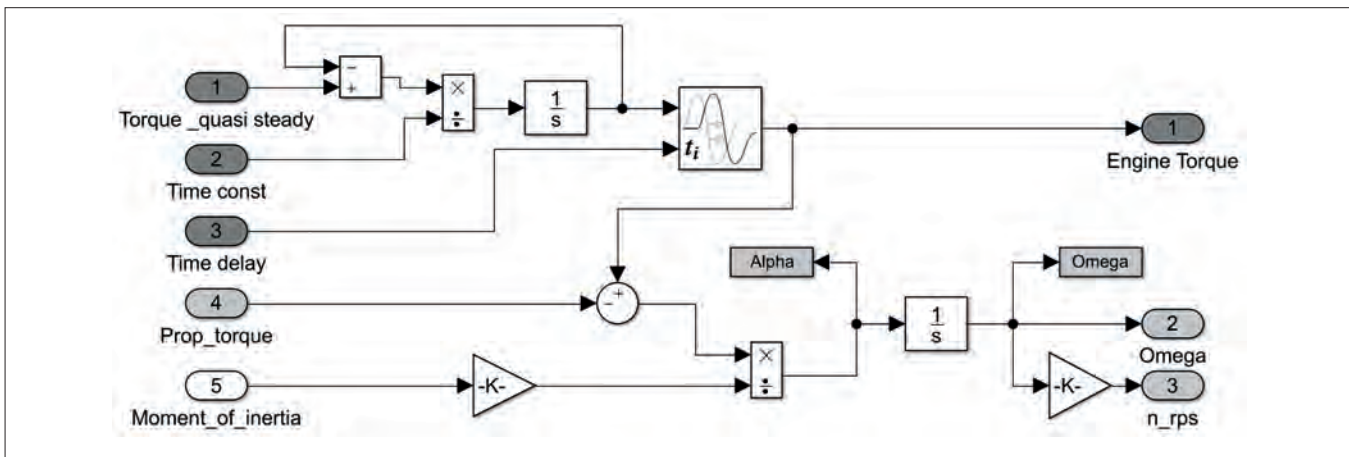 −
+
1
Torque _quasi steady
×
÷
1
s
t_i
1
Engine Torque
2
Time const
3
Time delay
Alpha
Omega
4
Prop_torque
− +
1
s
2
Omega
×
÷
5
Moment_of_inertia
-K-
-K-
3
n_rps